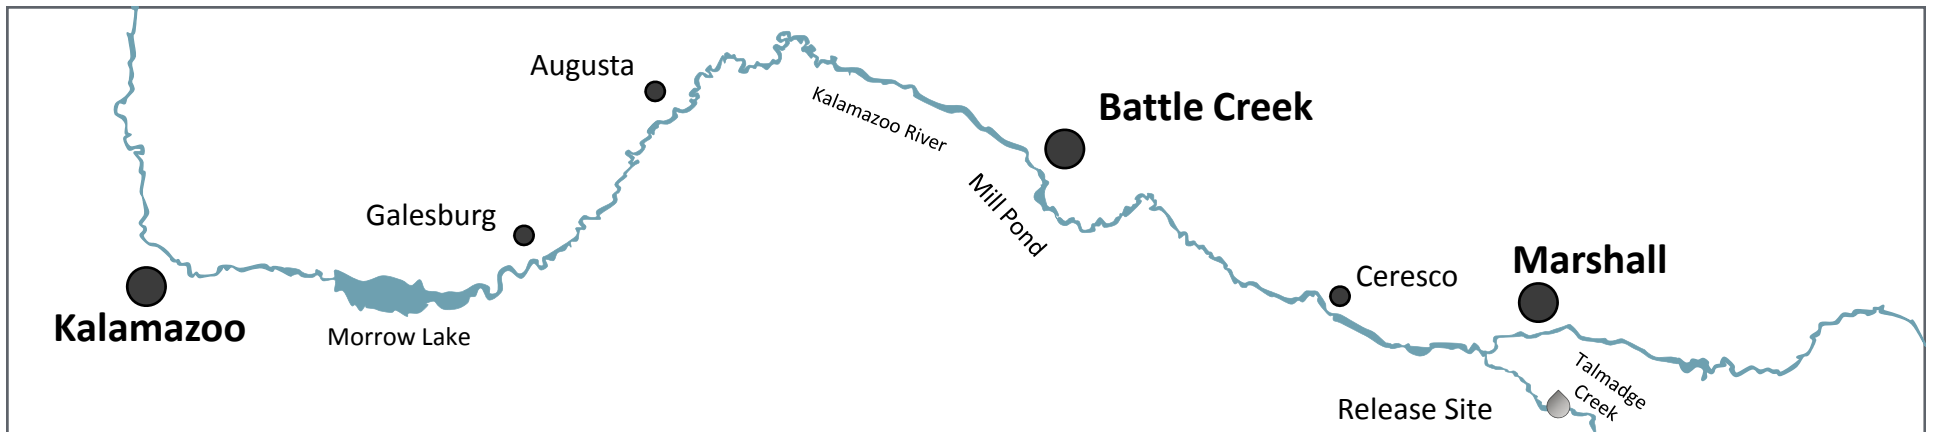 Augusta
Kalamazoo River
Battle Creek
Mill Pond
Galesburg
Ceresco
Marshall
Kalamazoo
Morrow Lake
Talmadge
Creek
Release Site